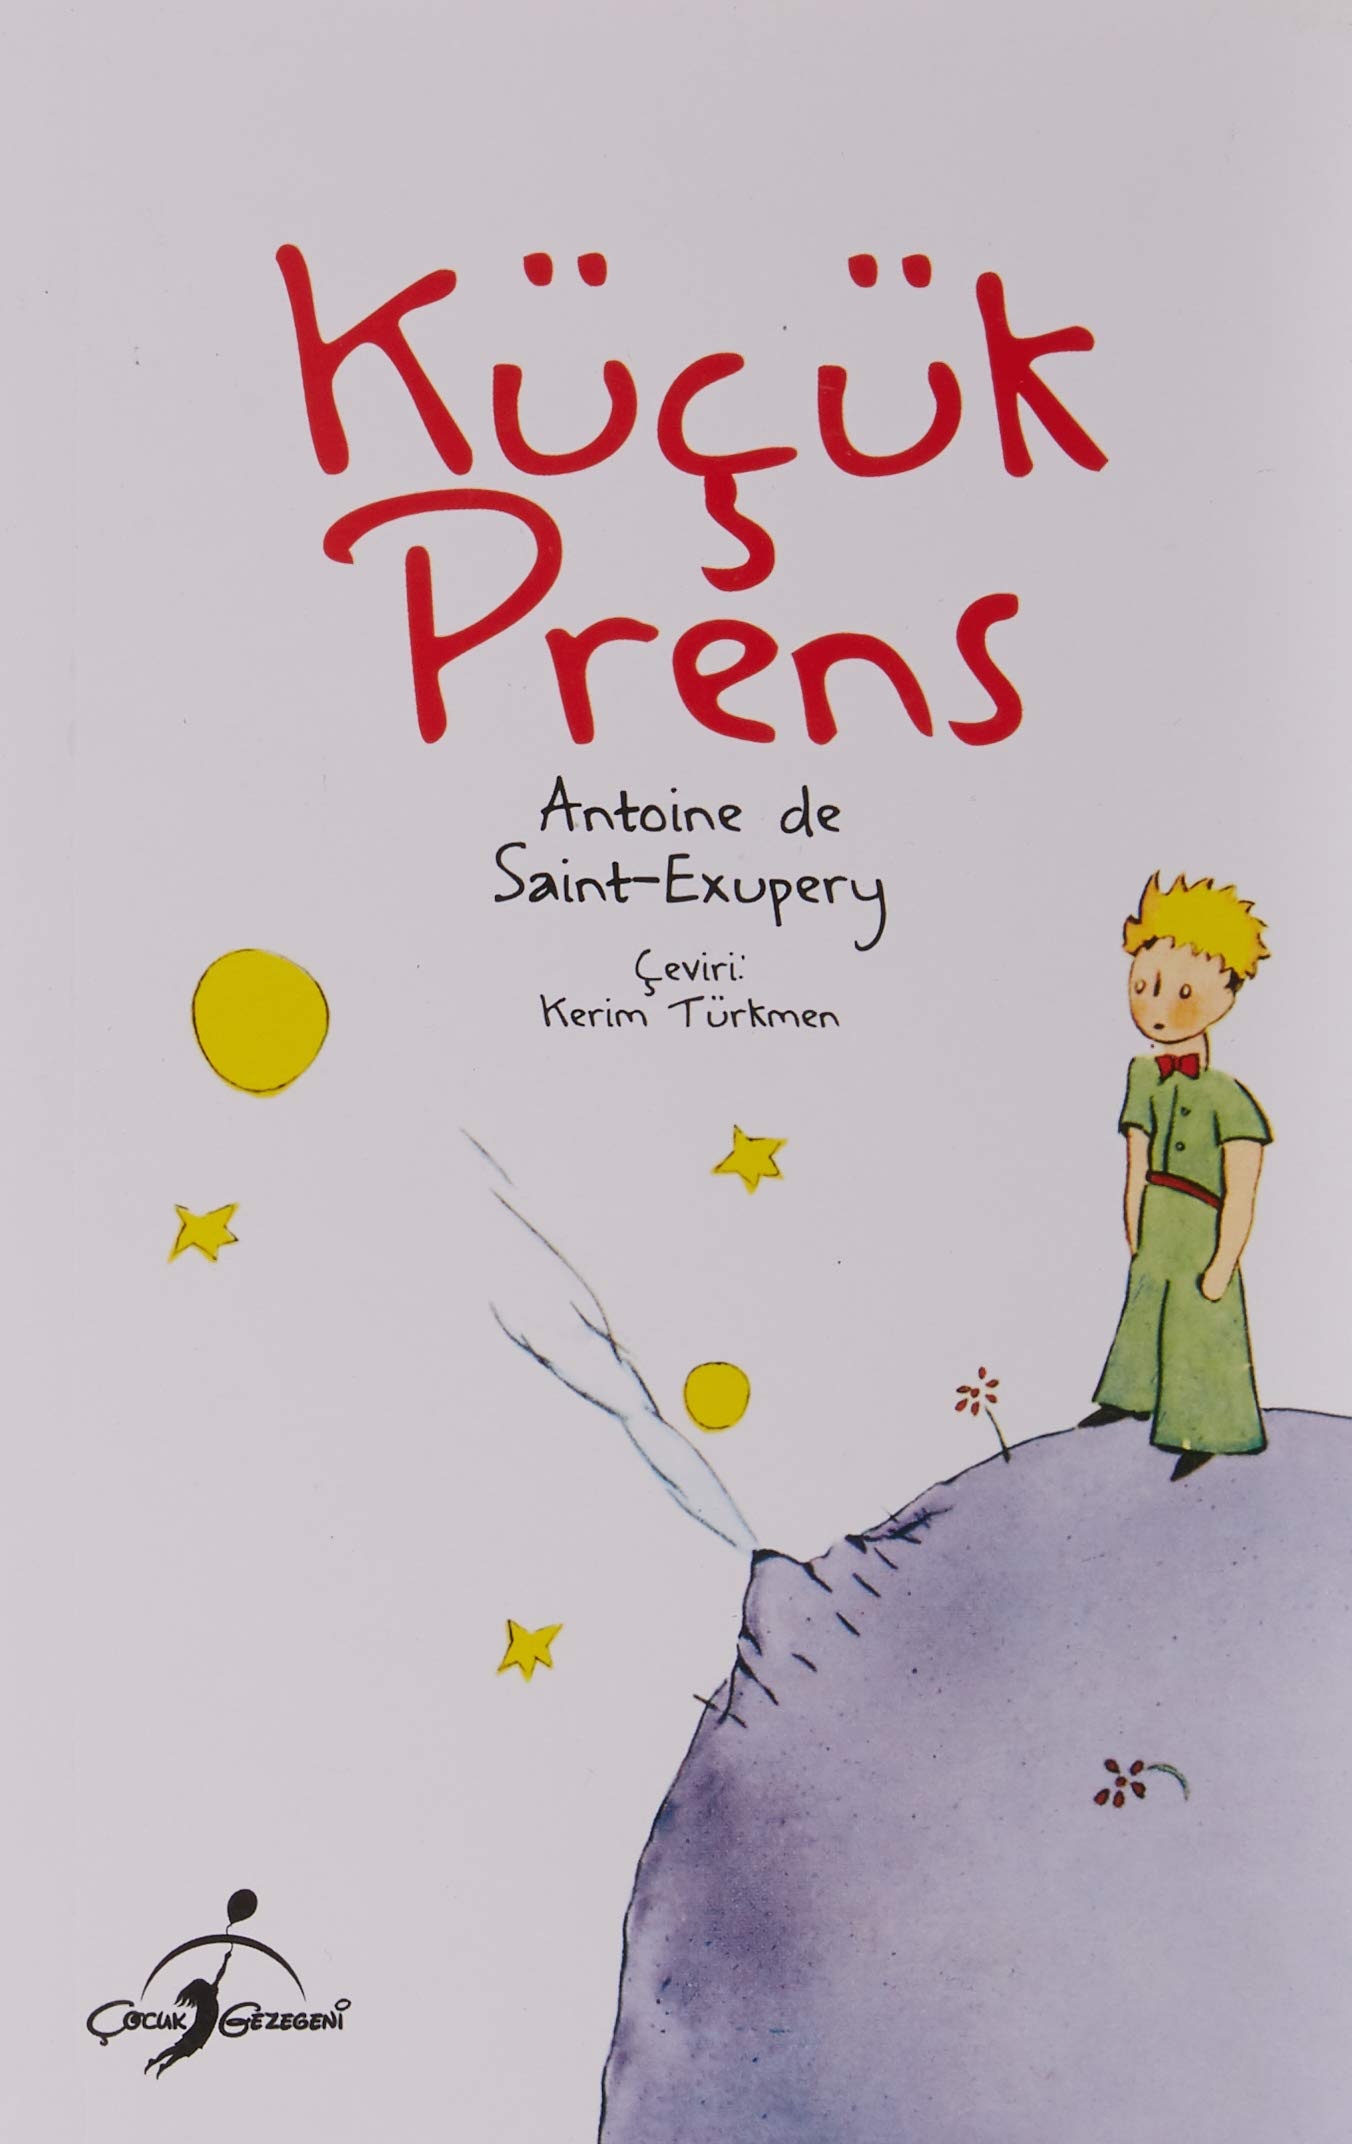 Küçük
Prens
Antoine de
Saint-Exupery
Çeviri:
Kerim Türkmen
ÇOCUK GEZEGENİ